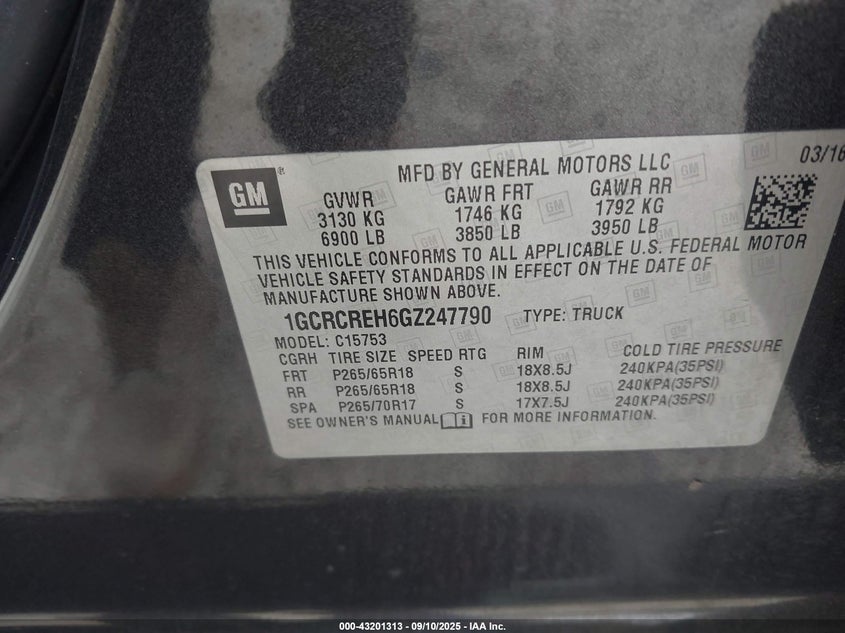 MFD BY GENERAL MOTORS LLC 03/16
GM ®
GVWR GAWR FRT GAWR RR
3130 KG 1746 KG 1792 KG
6900 LB 3850 LB 3950 LB
THIS VEHICLE CONFORMS TO ALL APPLICABLE U.S. FEDERAL MOTOR
VEHICLE SAFETY STANDARDS IN EFFECT ON THE DATE OF
MANUFACTURE SHOWN ABOVE.
1GCRCREH6GZ247790 TYPE: TRUCK
MODEL: C15753
CGRH TIRE SIZE SPEED RTG RIM COLD TIRE PRESSURE
FRT P265/65R18 S 18X8.5J 240KPA(35PSI)
RR P265/65R18 S 18X8.5J 240KPA(35PSI)
SPA P265/70R17 S 17X7.5J 240KPA(35PSI)
SEE OWNER'S MANUAL FOR MORE INFORMATION.
000-43201313 - 09/10/2025 - IAA Inc.